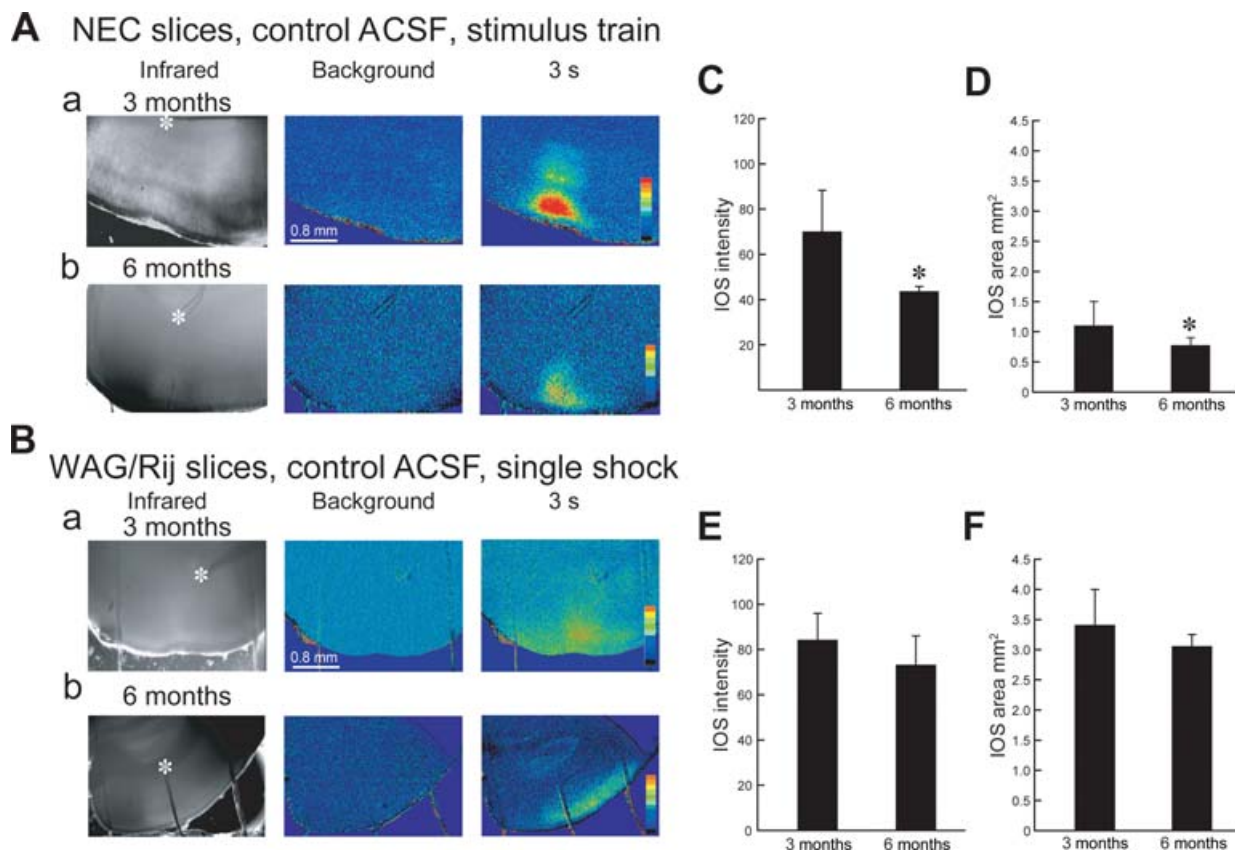 A NEC slices, control ACSF, stimulus train
Infrared Background 3 s
a 3 months
*
0.8 mm
b 6 months
*
C
120
100
80
60
40
20
IOS intensity
*
3 months 6 months
D
4.5
4.0
3.5
3.0
2.5
2.0
1.5
1.0
0.5
0
IOS area mm²
*
3 months 6 months
B WAG/Rij slices, control ACSF, single shock
Infrared Background 3 s
a 3 months
*
0.8 mm
b 6 months
*
E
120
100
80
60
40
20
0
IOS intensity
3 months 6 months
F
4.5
4.0
3.5
3.0
2.5
2.0
1.5
1.0
0.5
0
IOS area mm²
3 months 6 months